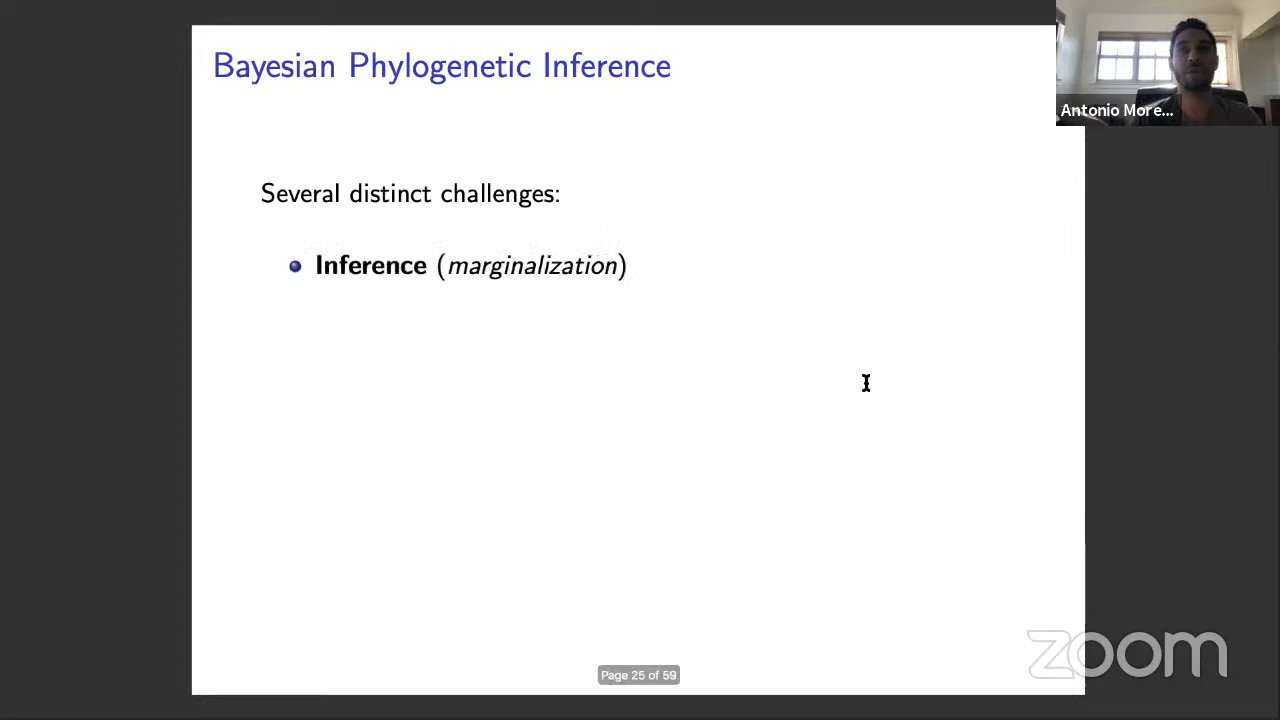 Bayesian Phylogenetic Inference
Antonio More...
Several distinct challenges:
Inference (marginalization)
Page 25 of 59
zoom